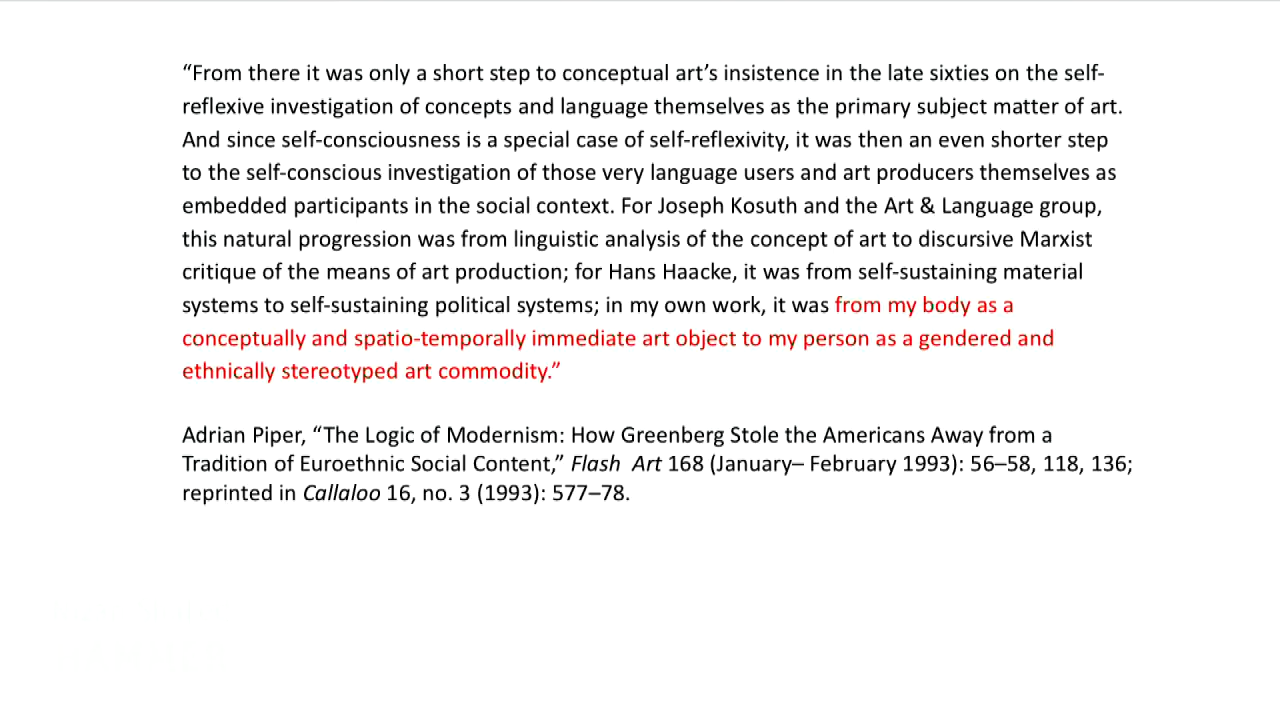 “From there it was only a short step to conceptual art’s insistence in the late sixties on the self-
reflexive investigation of concepts and language themselves as the primary subject matter of art.
And since self-consciousness is a special case of self-reflexivity, it was then an even shorter step
to the self-conscious investigation of those very language users and art producers themselves as
embedded participants in the social context. For Joseph Kosuth and the Art & Language group,
this natural progression was from linguistic analysis of the concept of art to discursive Marxist
critique of the means of art production; for Hans Haacke, it was from self-sustaining material
systems to self-sustaining political systems; in my own work, it was from my body as a
conceptually and spatio-temporally immediate art object to my person as a gendered and
ethnically stereotyped art commodity.”
Adrian Piper, “The Logic of Modernism: How Greenberg Stole the Americans Away from a
Tradition of Euroethnic Social Content,” Flash Art 168 (January– February 1993): 56–58, 118, 136;
reprinted in Callaloo 16, no. 3 (1993): 577–78.